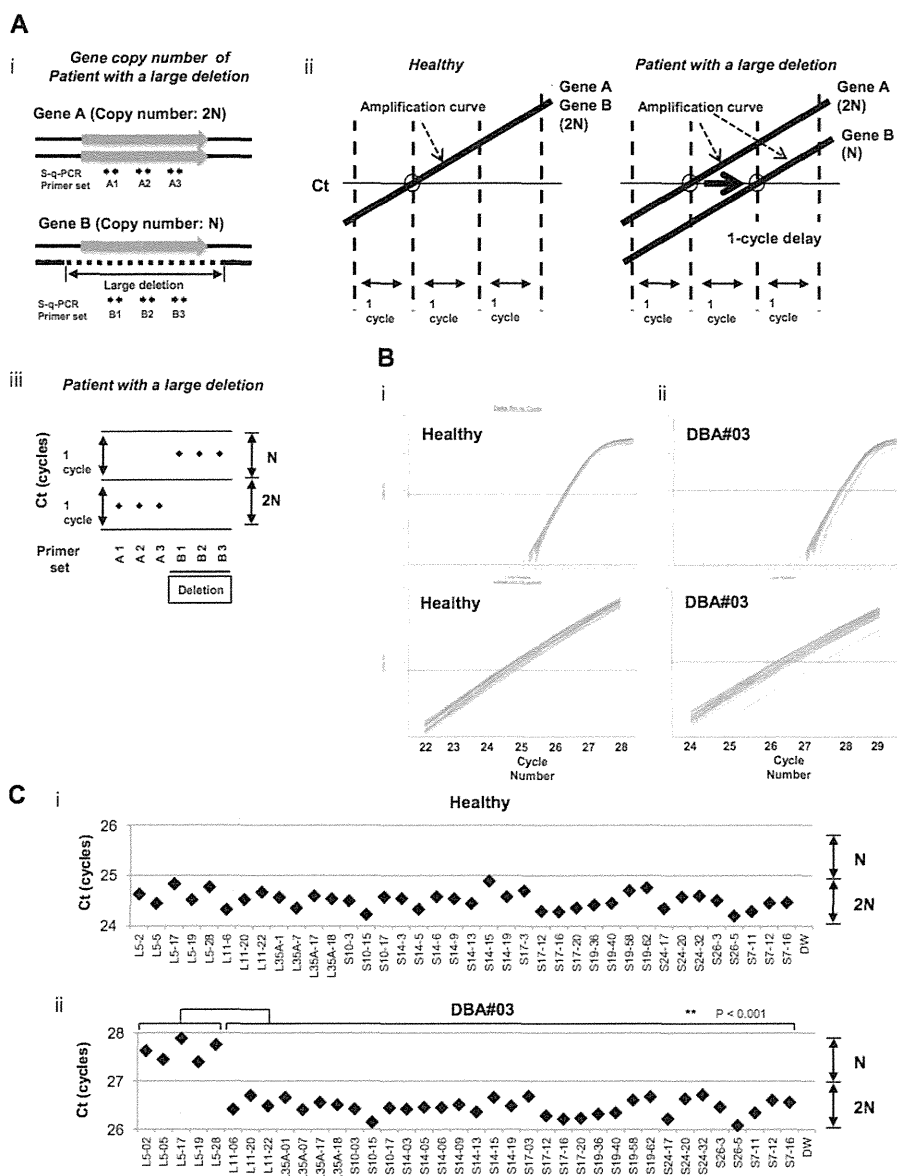 A
i
Gene copy number of
Patient with a large deletion
Gene A (Copy number: 2N)
S-q-PCR
Primer set
A1 A2 A3
Gene B (Copy number: N)
Large deletion
S-q-PCR
Primer set
B1 B2 B3
ii
Healthy
Patient with a large deletion
Amplification curve
Gene A
Gene B
(2N)
Amplification curve
Gene A
(2N)
Gene B
(N)
Ct
1-cycle delay
1
cycle
1
cycle
1
cycle
1
cycle
1
cycle
1
cycle
iii
Patient with a large deletion
Ct (cycles)
1
cycle
1
cycle
N
2N
Primer
set
A1 A2 A3 B1 B2 B3
Deletion
B
i
Healthy
ii
DBA#03
Healthy
DBA#03
22 23 24 25 26 27 28
Cycle
Number
24 25 26 27 28 29
Cycle
Number
C
i
Healthy
Ct (cycles)
26
25
24
N
2N
L5-2 L5-5 L5-17 L5-19 L5-28 L11-6 L11-20 L11-22 L35A-1 L35A-7 L35A-17 L35A-18 S10-3 S10-15 S10-17 S14-3 S14-5 S14-6 S14-9 S14-13 S14-15 S14-19 S17-3 S17-12 S17-16 S17-20 S19-36 S19-40 S19-58 S19-62 S24-17 S24-20 S24-32 S26-3 S26-5 S7-11 S7-12 S7-16 DW
ii
DBA#03
** P < 0.001
Ct (cycles)
28
27
26
N
2N
L5-02 L5-05 L5-17 L5-19 L5-28 L11-06 L11-20 L11-22 L35A-01 L35A-07 L35A-17 L35A-18 S10-03 S10-15 S10-17 S14-03 S14-05 S14-06 S14-09 S14-13 S14-15 S14-19 S17-03 S17-12 S17-16 S17-20 S19-36 S19-40 S19-58 S19-62 S24-17 S24-20 S24-32 S26-3 S26-5 S7-11 S7-12 S7-16 DW